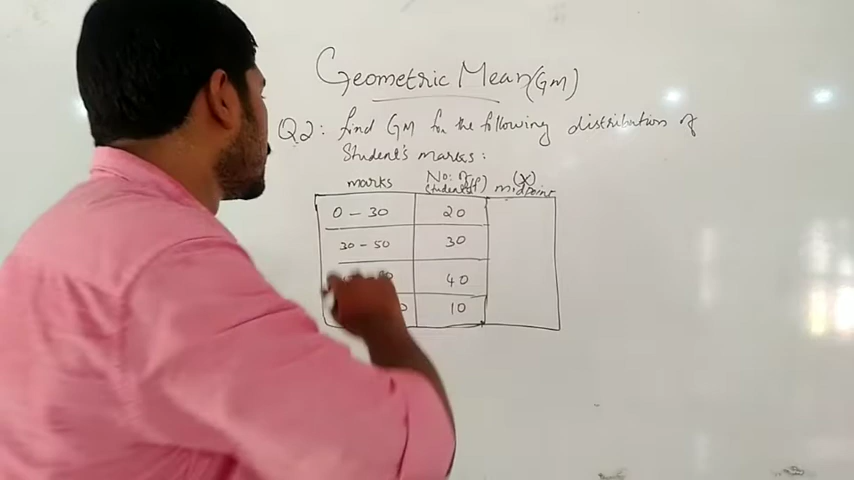 Geometric Mean (GM)
Q2: find GM for the following distribution of
Student's marks:
marks No: of students (f) (X) midpoint
0 - 30 20
30 - 50 30
40
10